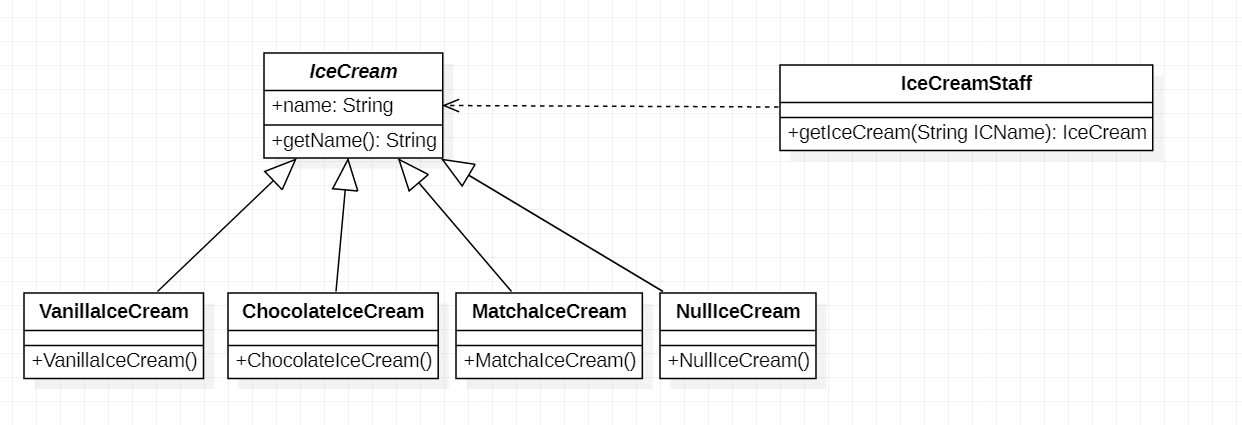 IceCream
+name: String
+getName(): String
IceCreamStaff
+getIceCream(String ICName): IceCream
VanillaIceCream
+VanillaIceCream()
ChocolateIceCream
+ChocolateIceCream()
MatchaIceCream
+MatchaIceCream()
NullIceCream
+NullIceCream()